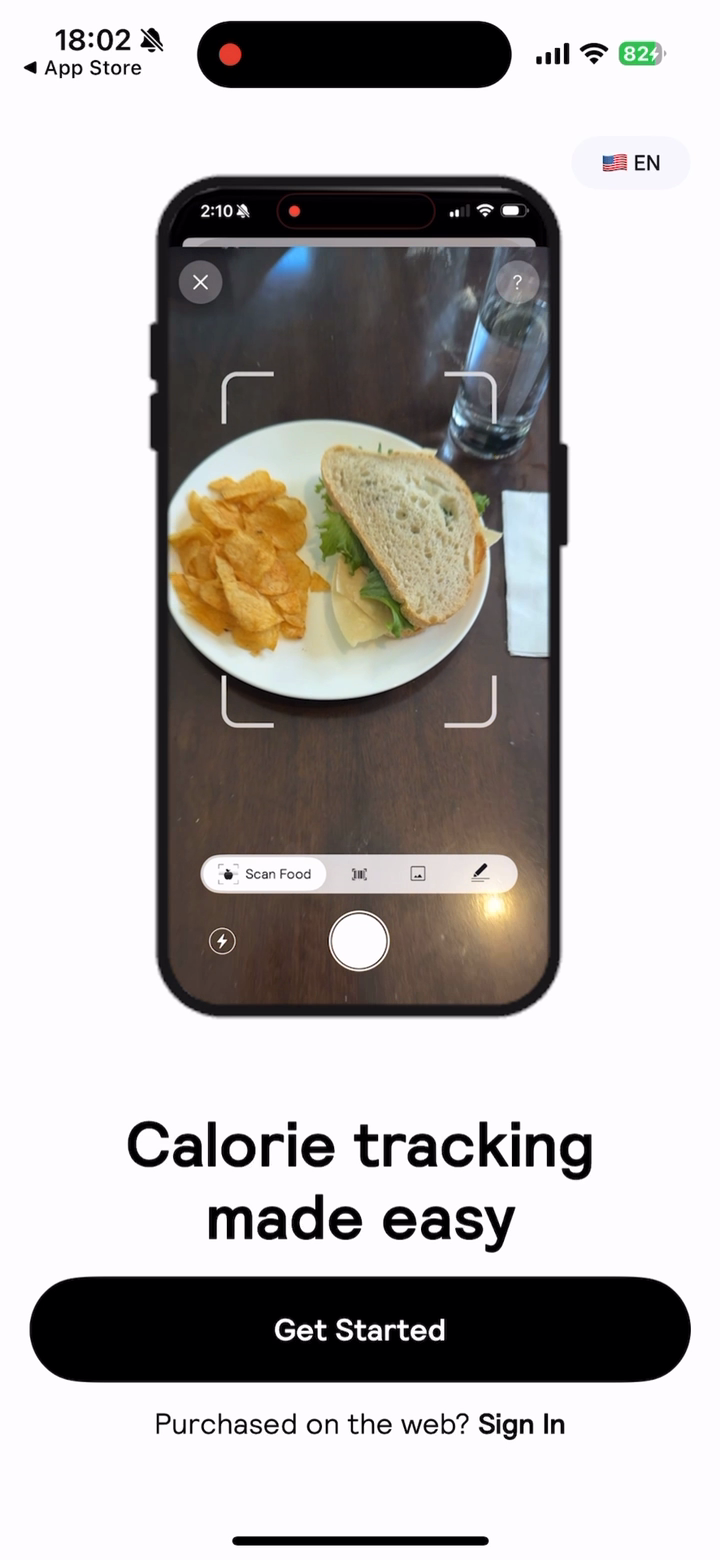 18:02
◀ App Store
82
🇺🇸 EN
2:10
?
Scan Food
Calorie tracking
made easy
Get Started
Purchased on the web? Sign In